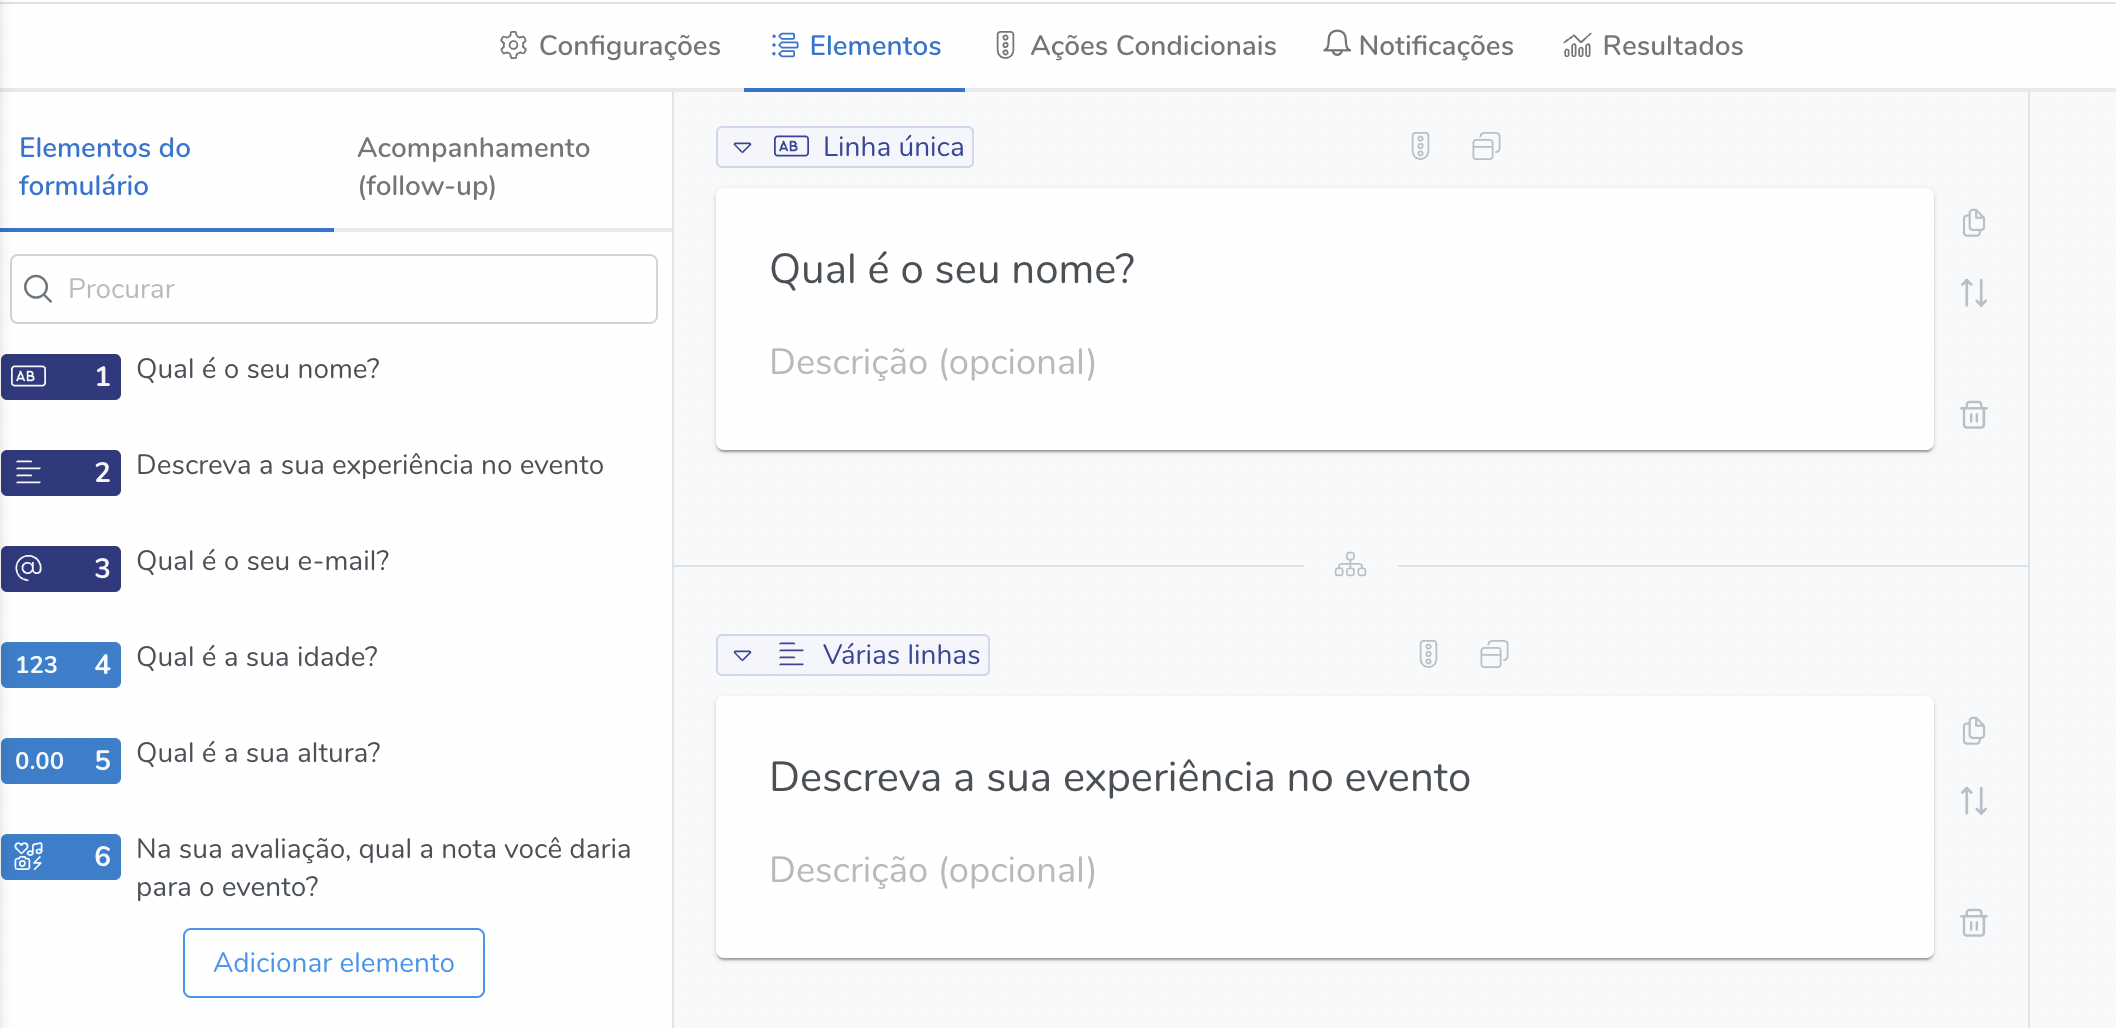 Configurações
Elementos
Ações Condicionais
Notificações
Resultados
Elementos do
formulário
Acompanhamento
(follow-up)
Procurar
AB 1 Qual é o seu nome?
2 Descreva a sua experiência no evento
@ 3 Qual é o seu e-mail?
123 4 Qual é a sua idade?
0.00 5 Qual é a sua altura?
6 Na sua avaliação, qual a nota você daria
para o evento?
Adicionar elemento
AB Linha única
Qual é o seu nome?
Descrição (opcional)
Várias linhas
Descreva a sua experiência no evento
Descrição (opcional)